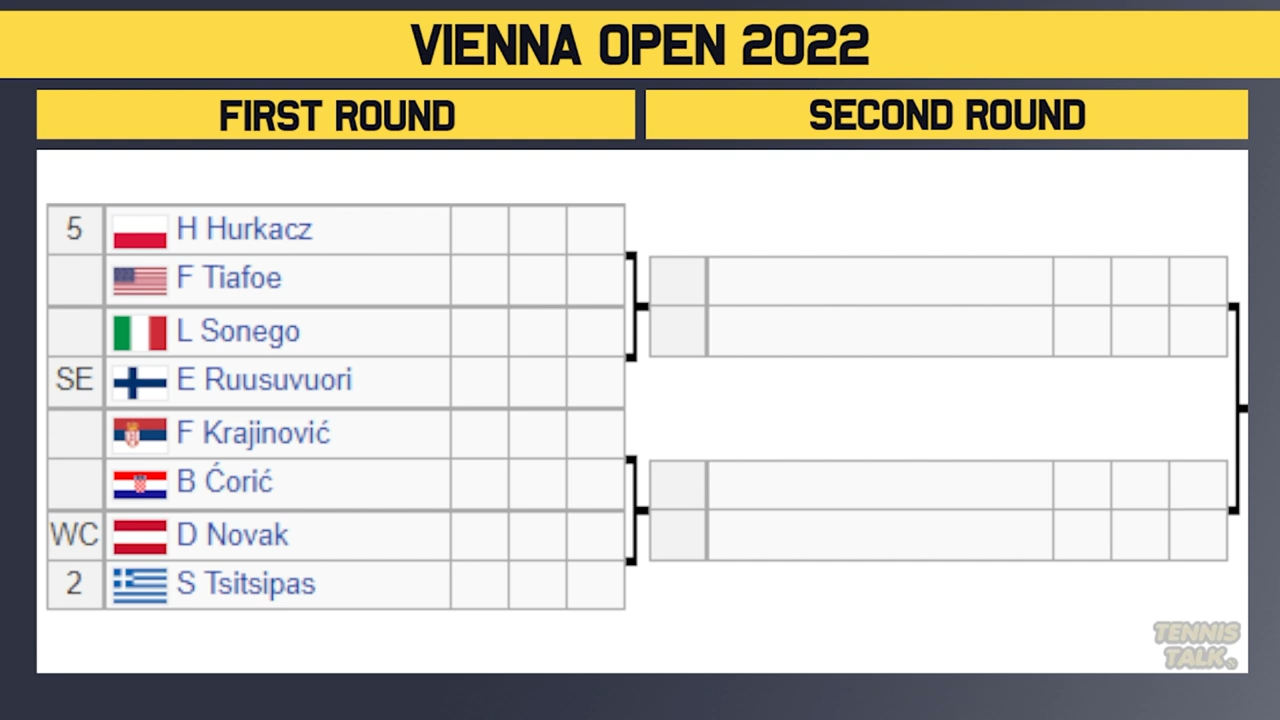 VIENNA OPEN 2022
FIRST ROUND
SECOND ROUND
5 H Hurkacz
F Tiafoe
L Sonego
SE E Ruusuvuori
F Krajinović
B Ćorić
WC D Novak
2 S Tsitsipas
TENNIS
TALK